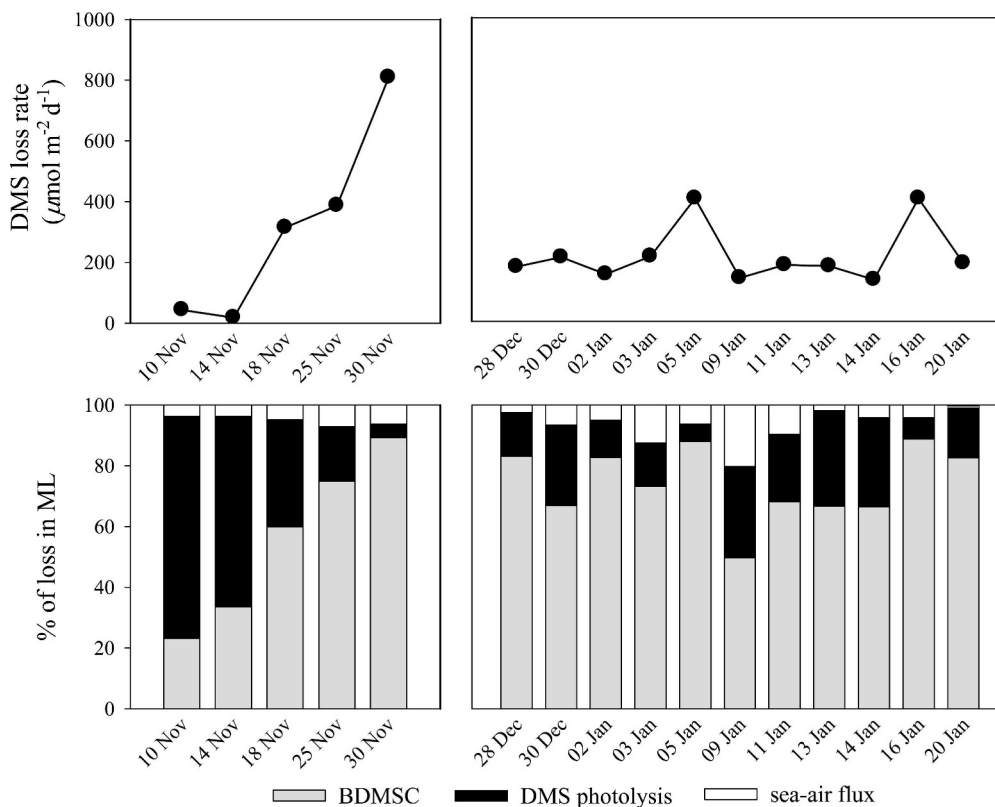 DMS loss rate
(µmol m⁻² d⁻¹)
1000
800
600
400
200
0
10 Nov
14 Nov
18 Nov
25 Nov
30 Nov
28 Dec
30 Dec
02 Jan
03 Jan
05 Jan
09 Jan
11 Jan
13 Jan
14 Jan
16 Jan
20 Jan
% of loss in ML
100
80
60
40
20
0
10 Nov
14 Nov
18 Nov
25 Nov
30 Nov
28 Dec
30 Dec
02 Jan
03 Jan
05 Jan
09 Jan
11 Jan
13 Jan
14 Jan
16 Jan
20 Jan
BDMSC DMS photolysis sea-air flux